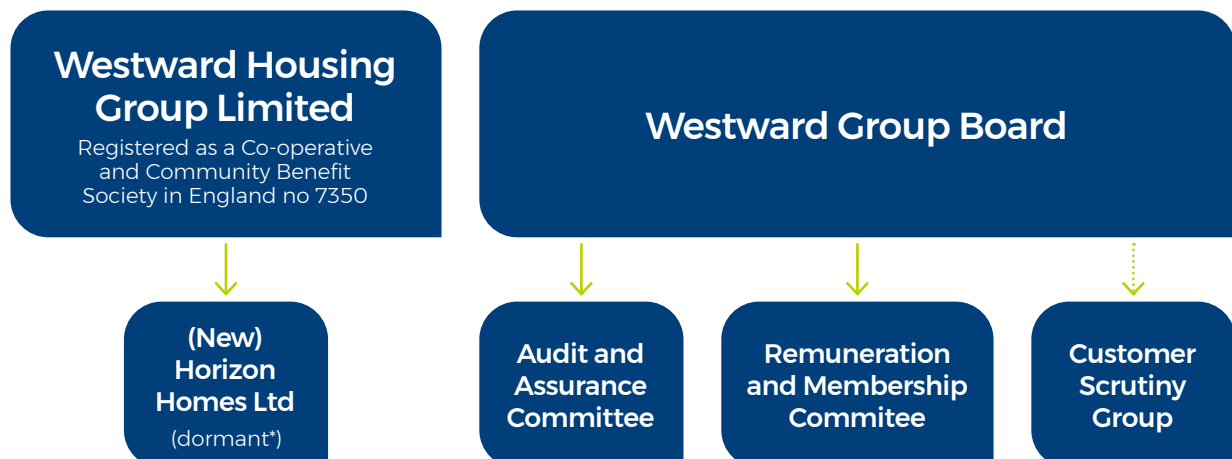 Westward Housing
Group Limited
Registered as a Co-operative
and Community Benefit
Society in England no 7350
Westward Group Board
(New)
Horizon
Homes Ltd
(dormant*)
Audit and
Assurance
Committee
Remuneration
and Membership
Commitee
Customer
Scrutiny
Group